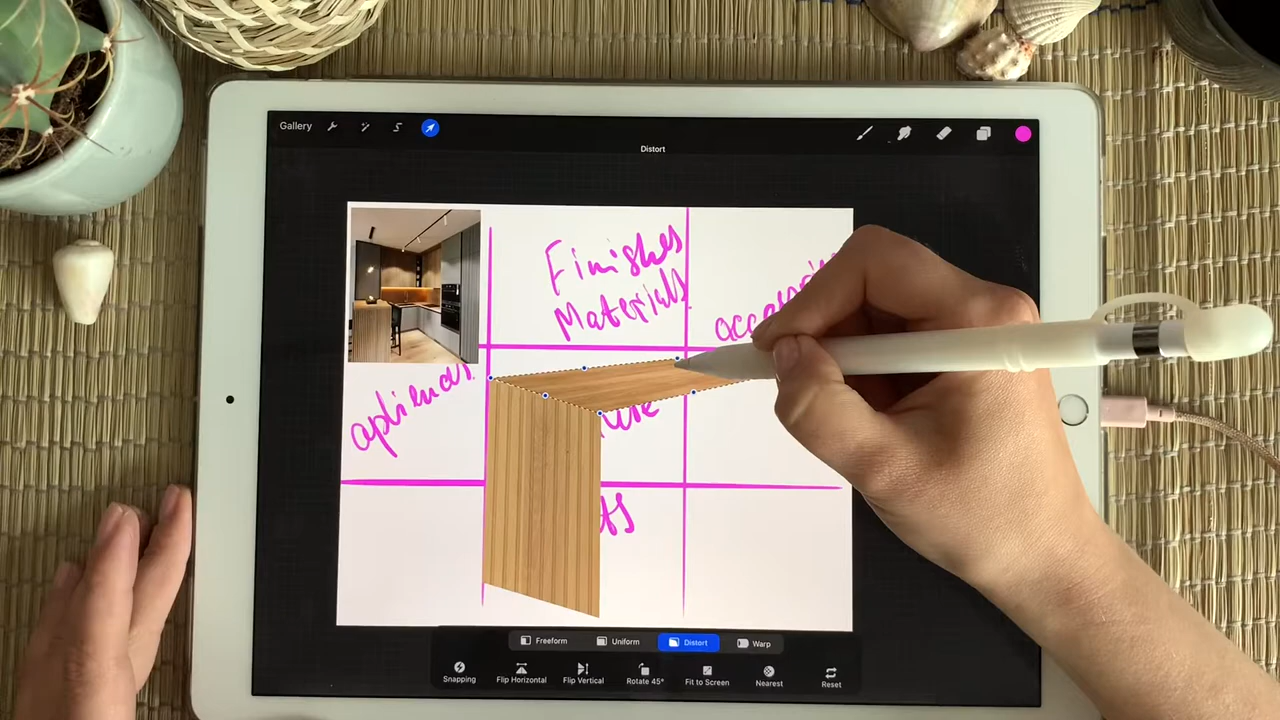 Gallery
Distort
Finishes
Materials
apliences
Freeform
Uniform
Distort
Warp
Snapping
Flip Horizontal
Flip Vertical
Rotate 45°
Fit to Screen
Nearest
Reset